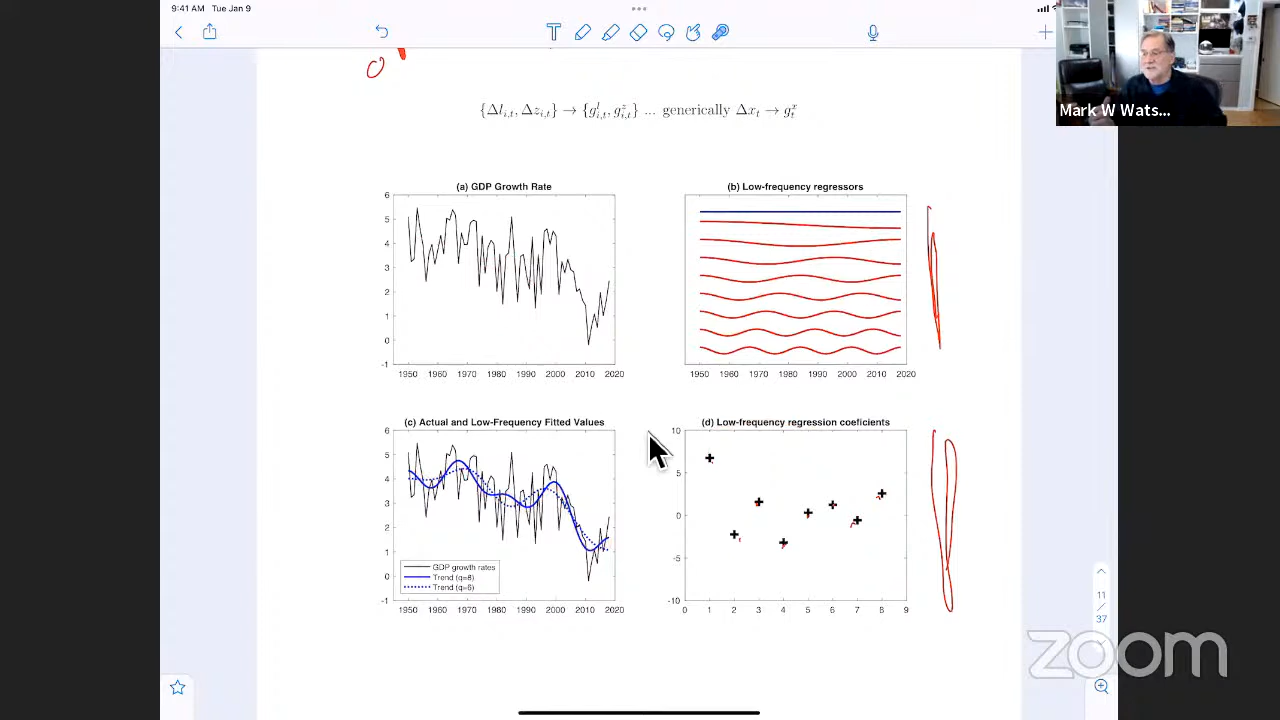 9:41 AM Tue Jan 9
Mark W Wats...
{Δl_{i,t}, Δz_{i,t}} → {g^l_{i,t}, g^z_{i,t}} ... generically Δx_t → g^x_t
(a) GDP Growth Rate
6
5
4
3
2
1
0
-1
1950 1960 1970 1980 1990 2000 2010 2020
(b) Low-frequency regressors
1950 1960 1970 1980 1990 2000 2010 2020
(c) Actual and Low-Frequency Fitted Values
6
5
4
3
2
1
0
-1
GDP growth rates
Trend (q=8)
Trend (q=6)
1950 1960 1970 1980 1990 2000 2010 2020
(d) Low-frequency regression coeficients
10
5
0
-5
-10
0 1 2 3 4 5 6 7 8 9
11
/
37
zoom